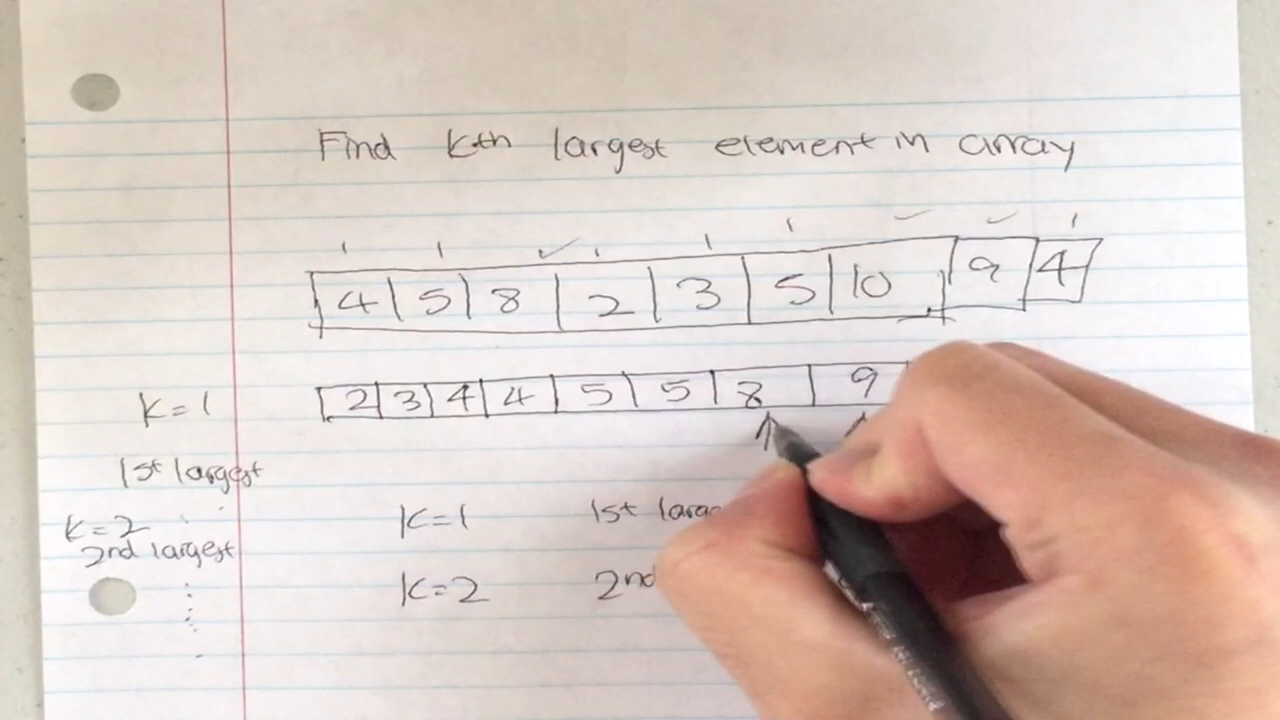 Find kth largest element in array
4 5 8 2 3 5 10 9 4
2 3 4 4 5 5 8 9
k=1
1st largest
k=2
2nd largest
k=1 1st
k=2 2nd